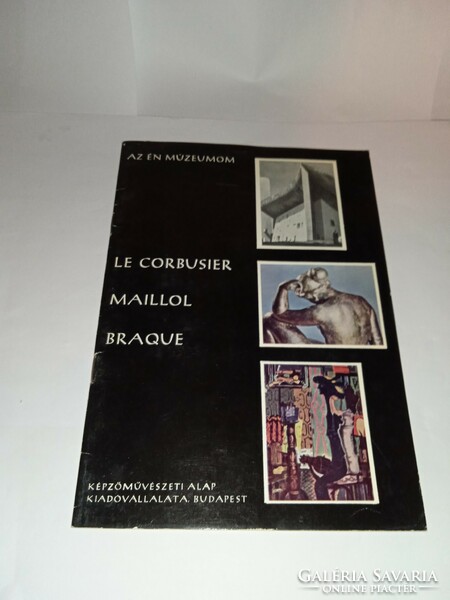 AZ ÉN MÚZEUMOM
LE CORBUSIER
MAILLOL
BRAQUE
KÉPZŐMŰVÉSZETI ALAP
KIADÓVÁLLALATA, BUDAPEST
GALÉRIA SAVARIA
ONLINE PIACTÉR